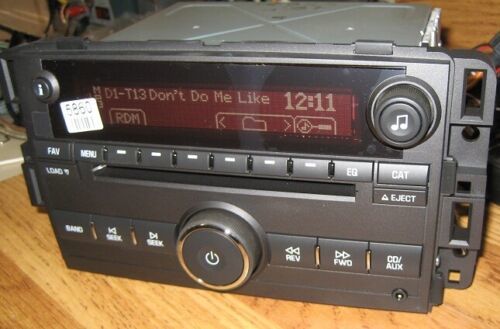 D1-T13 Don't Do Me Like 12:11
RDM < >
5860
FAV MENU EQ CAT
LOAD
EJECT
BAND SEEK SEEK REV FWD CD/AUX